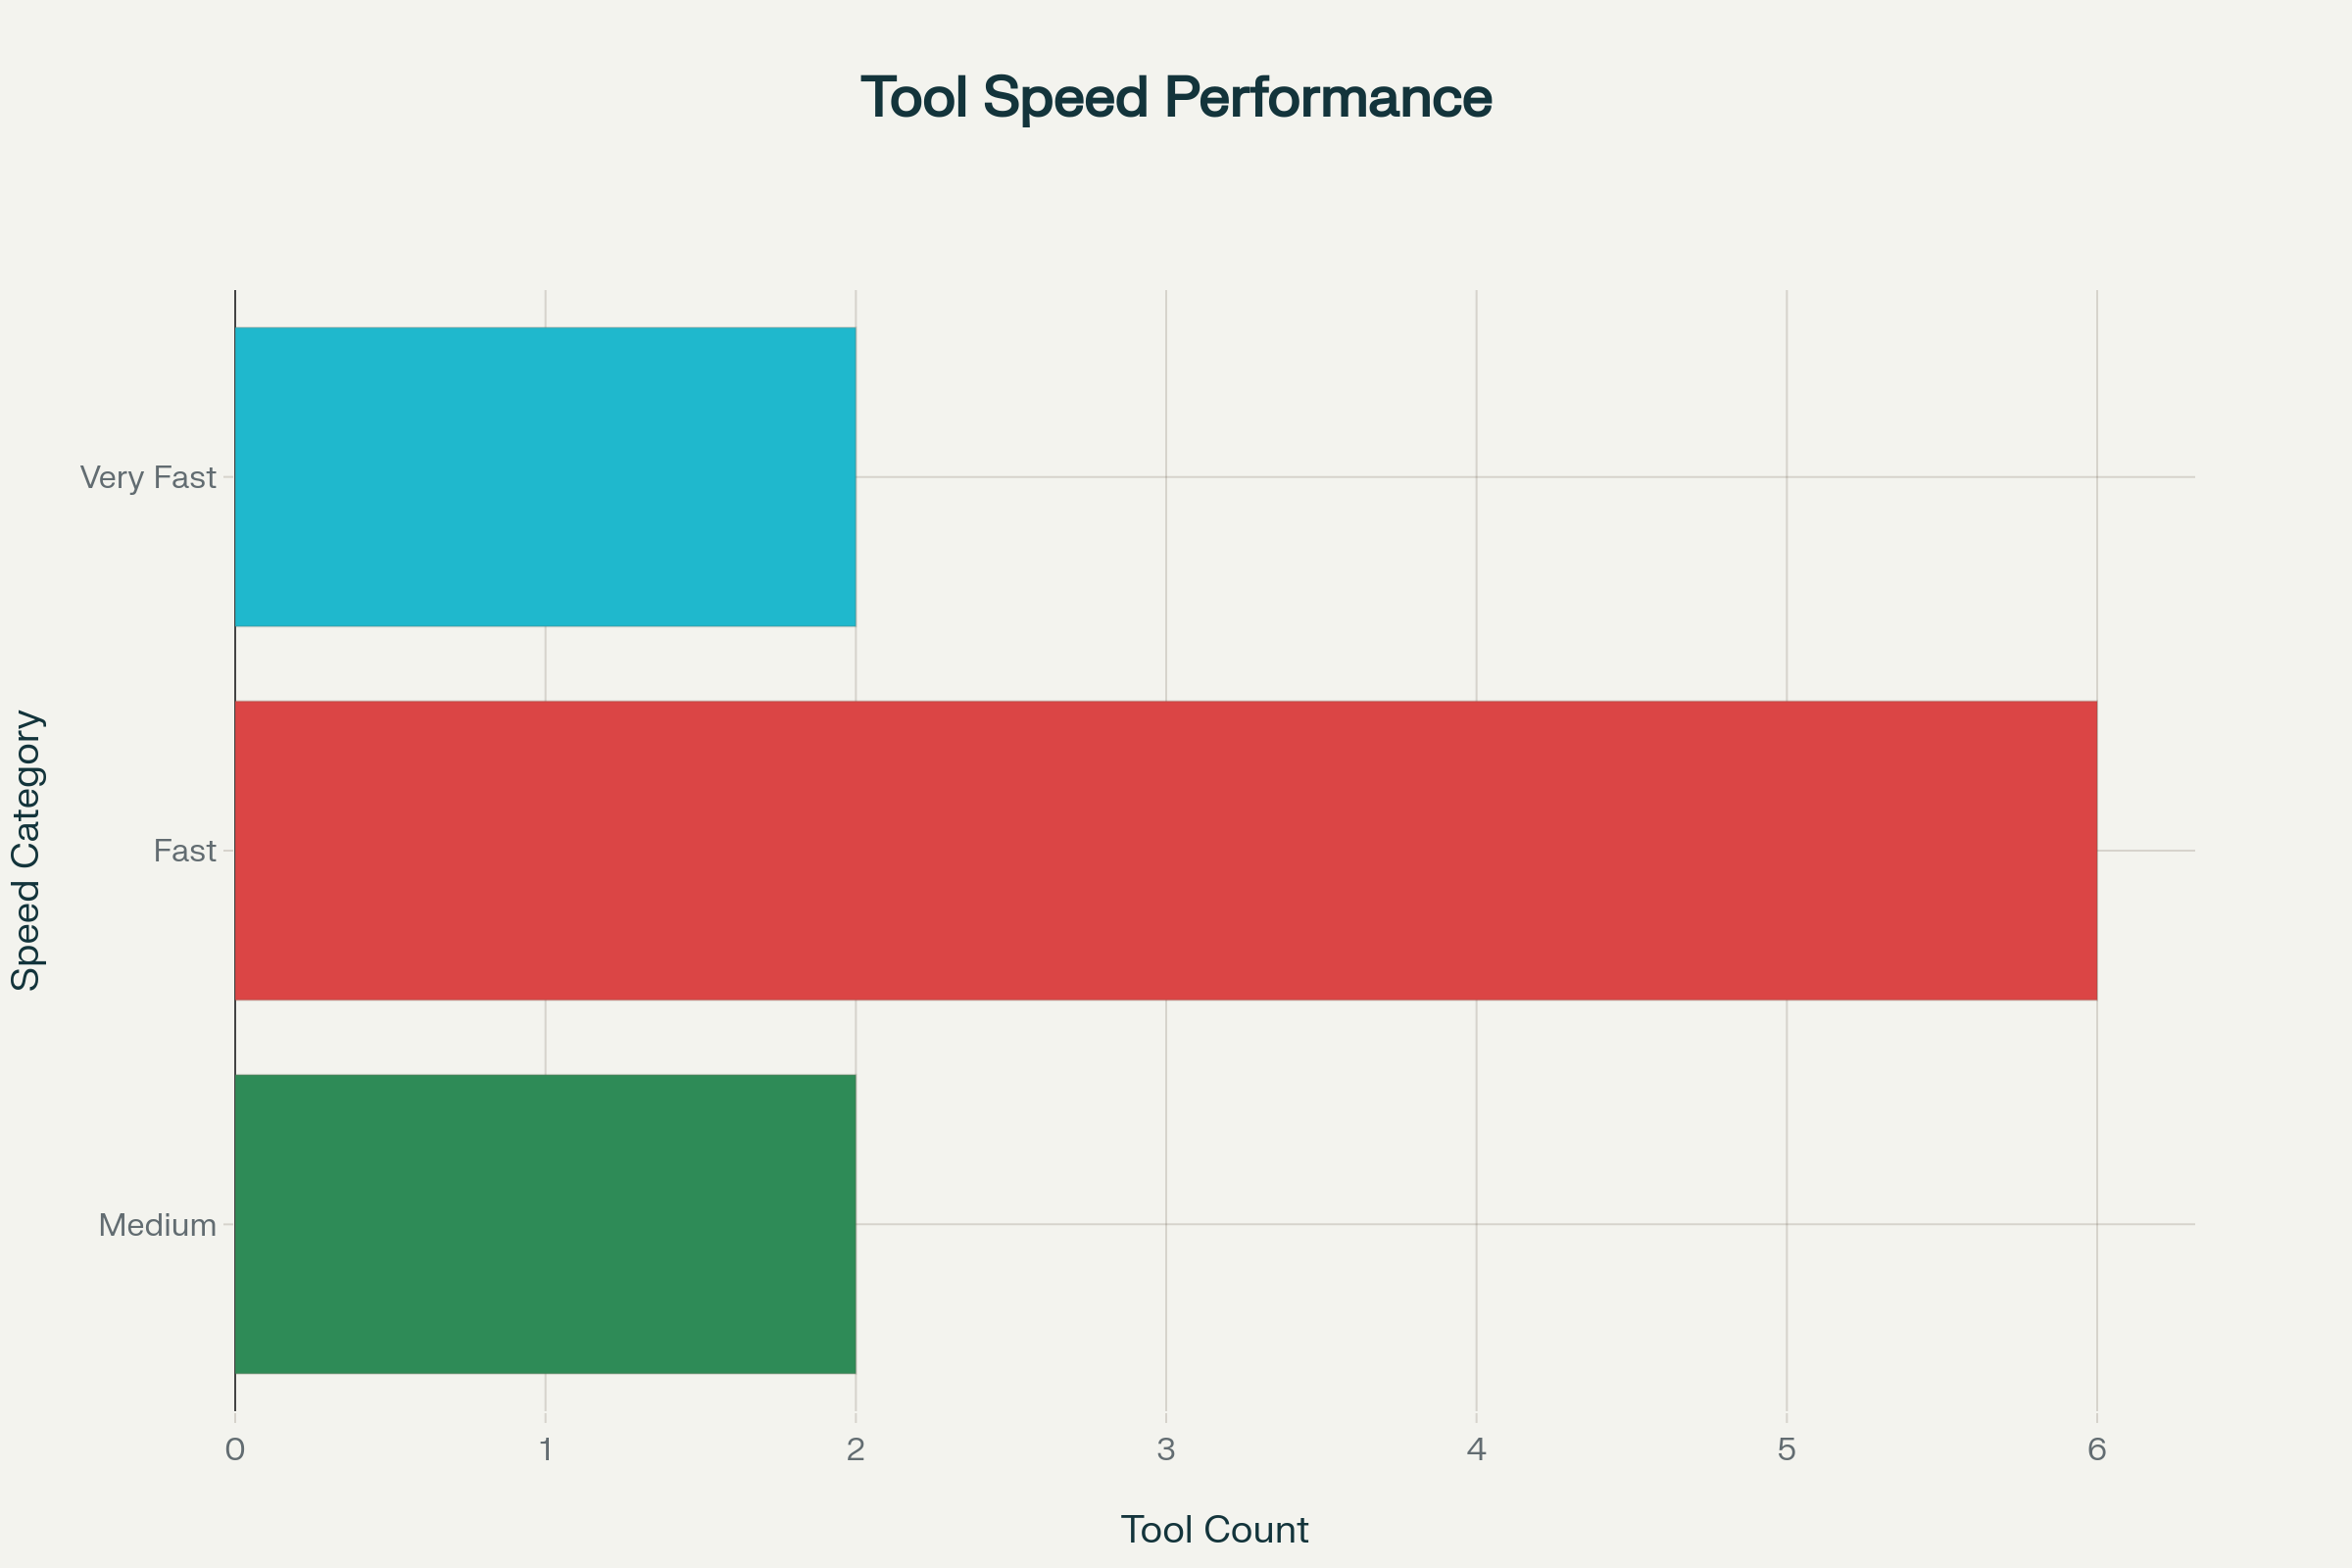 Tool Speed Performance
Very Fast
Fast
Medium
Speed Category
0 1 2 3 4 5 6
Tool Count